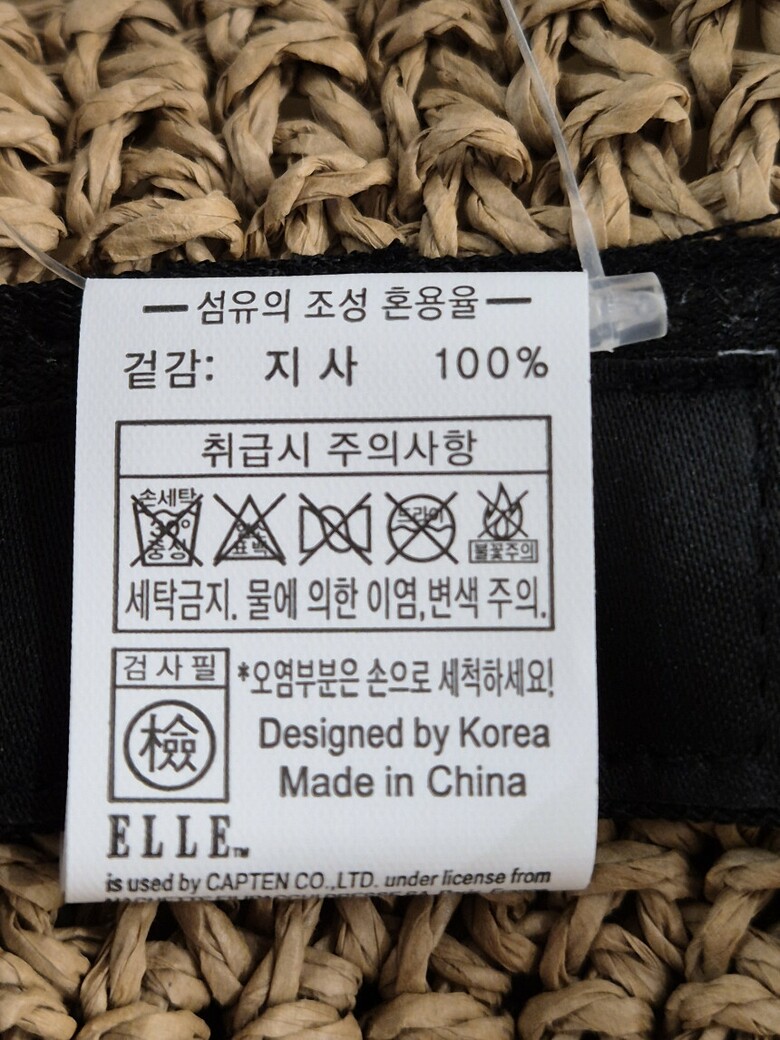 섬유의 조성 혼용율
겉감: 지사 100%
취급시 주의사항
손세탁
30°
중성
표백
드라이
불꽃주의
세탁금지. 물에 의한 이염,변색 주의.
검사필
檢
*오염부분은 손으로 세척하세요!
Designed by Korea
Made in China
ELLE™
is used by CAPTEN CO.,LTD. under license from